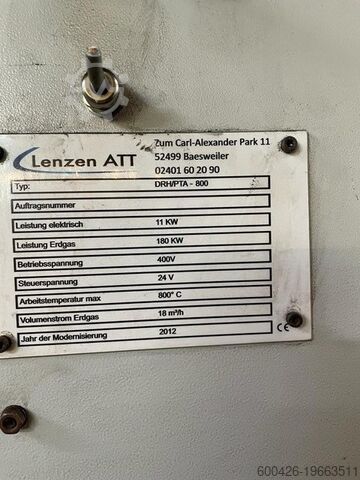 Lenzen ATT
Zum Carl-Alexander Park 11
52499 Baesweiler
02401 60 20 90
Typ: DRH/PTA - 800
Auftragsnummer
Leistung elektrisch 11 KW
Leistung Erdgas 180 KW
Betriebsspannung 400V
Steuerspannung 24 V
Arbeitstemperatur max 800° C
Volumenstrom Erdgas 18 m³/h
Jahr der Modernisierung 2012
CE
600426-19663511